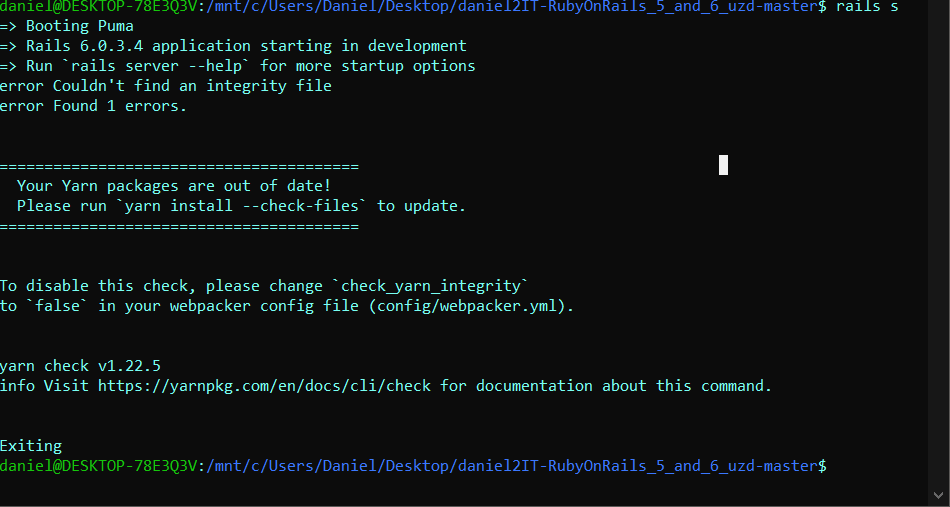 daniel@DESKTOP-78E3Q3V:/mnt/c/Users/Daniel/Desktop/daniel2IT-RubyOnRails_5_and_6_uzd-master$ rails s
=> Booting Puma
=> Rails 6.0.3.4 application starting in development
=> Run `rails server --help` for more startup options
error Couldn't find an integrity file
error Found 1 errors.
========================================
  Your Yarn packages are out of date!
  Please run `yarn install --check-files` to update.
========================================
To disable this check, please change `check_yarn_integrity`
to `false` in your webpacker config file (config/webpacker.yml).
yarn check v1.22.5
info Visit https://yarnpkg.com/en/docs/cli/check for documentation about this command.
Exiting
daniel@DESKTOP-78E3Q3V:/mnt/c/Users/Daniel/Desktop/daniel2IT-RubyOnRails_5_and_6_uzd-master$